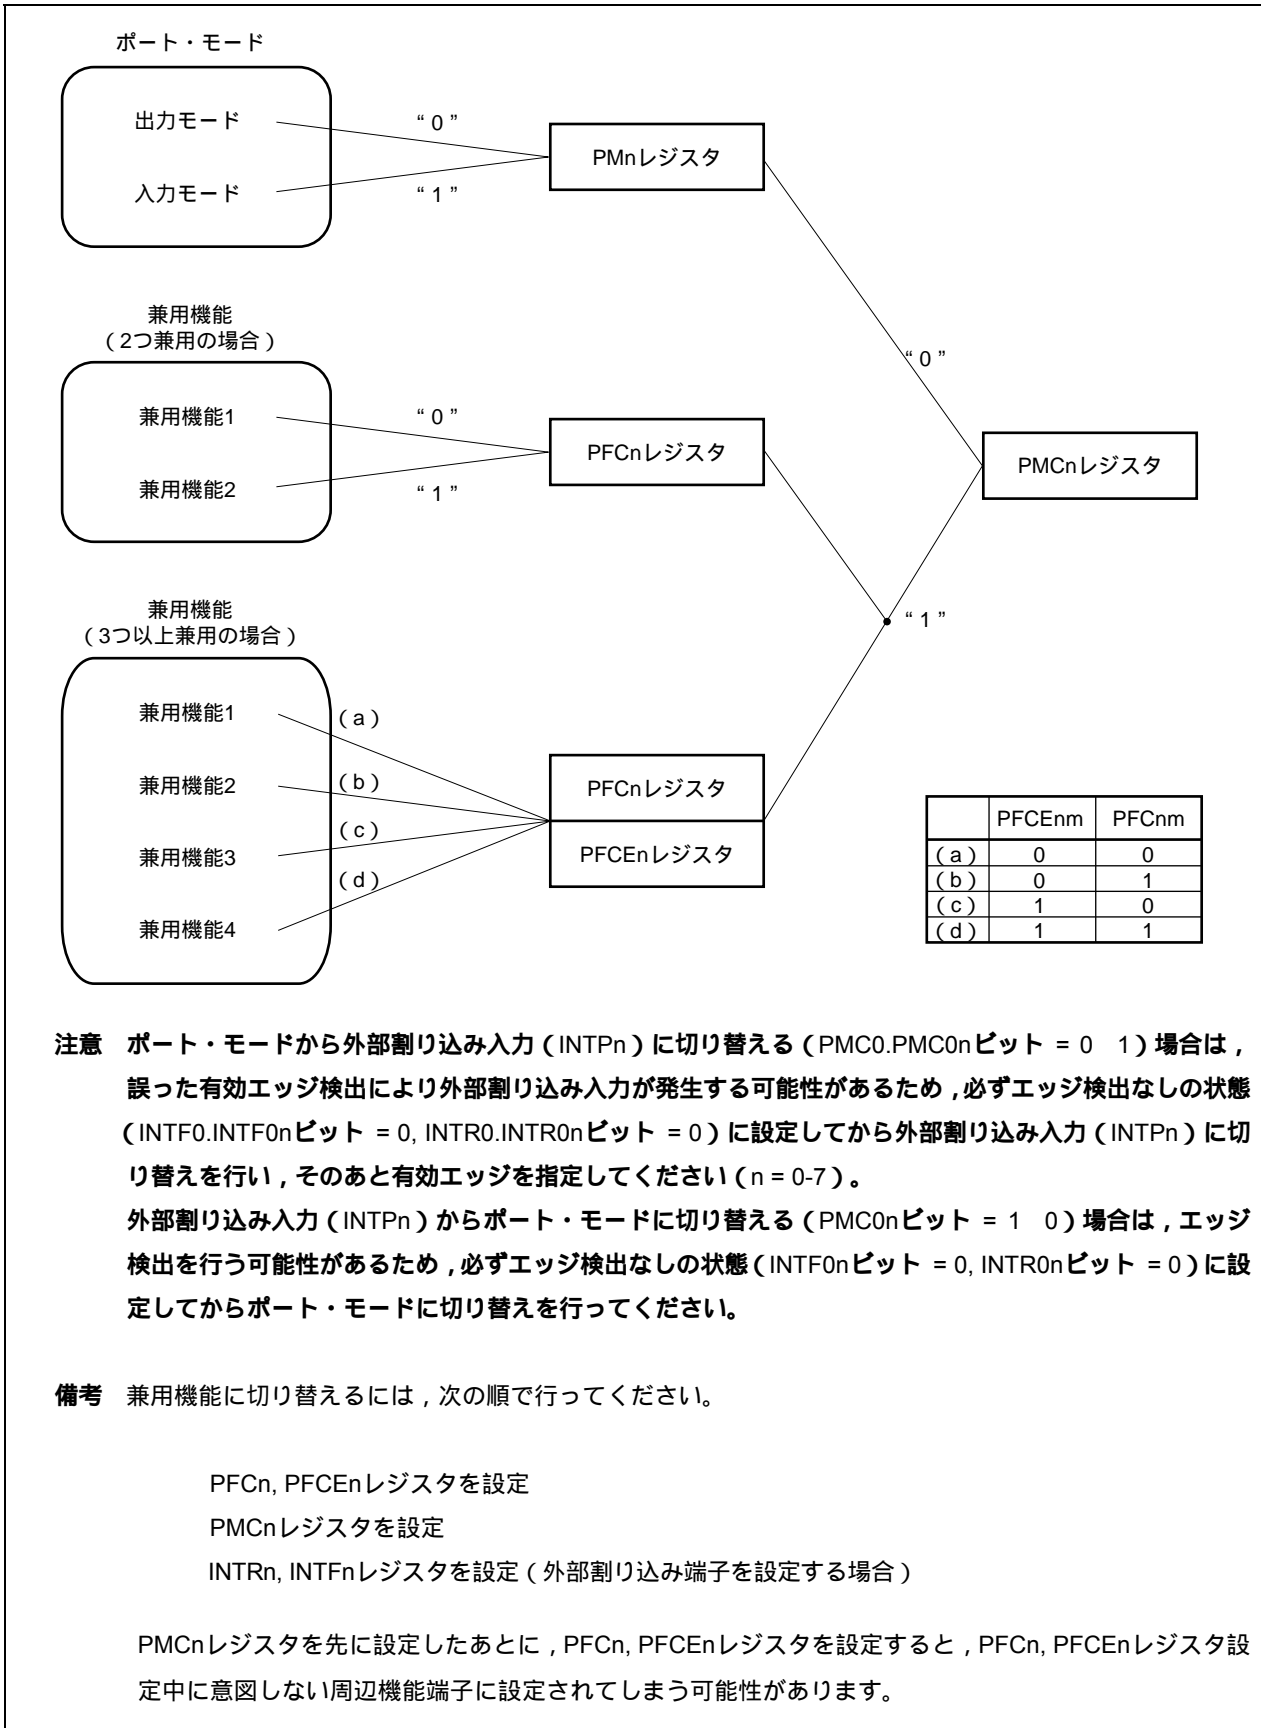 ポート・モード
出力モード
“ 0 ”
PMnレジスタ
入力モード
“ 1 ”
兼用機能
（2つ兼用の場合）
“ 0 ”
兼用機能1
“ 0 ”
PFCnレジスタ
PMCnレジスタ
兼用機能2
“ 1 ”
兼用機能
（3つ以上兼用の場合）
“ 1 ”
兼用機能1
（a）
兼用機能2
（b）
PFCnレジスタ
（c）
兼用機能3
PFCEnレジスタ
（d）
兼用機能4
PFCEnm PFCnm
（a） 0 0
（b） 0 1
（c） 1 0
（d） 1 1
注意 ポート・モードから外部割り込み入力（INTPn）に切り替える（PMC0.PMC0nビット = 0 1）場合は，
誤った有効エッジ検出により外部割り込み入力が発生する可能性があるため，必ずエッジ検出なしの状態
（INTF0.INTF0nビット = 0, INTR0.INTR0nビット = 0）に設定してから外部割り込み入力（INTPn）に切
り替えを行い，そのあと有効エッジを指定してください（n = 0-7）。
外部割り込み入力（INTPn）からポート・モードに切り替える（PMC0nビット = 1 0）場合は，エッジ
検出を行う可能性があるため，必ずエッジ検出なしの状態（INTF0nビット = 0, INTR0nビット = 0）に設
定してからポート・モードに切り替えを行ってください。
備考 兼用機能に切り替えるには，次の順で行ってください。
PFCn, PFCEnレジスタを設定
PMCnレジスタを設定
INTRn, INTFnレジスタを設定（外部割り込み端子を設定する場合）
PMCnレジスタを先に設定したあとに，PFCn, PFCEnレジスタを設定すると，PFCn, PFCEnレジスタ設
定中に意図しない周辺機能端子に設定されてしまう可能性があります。